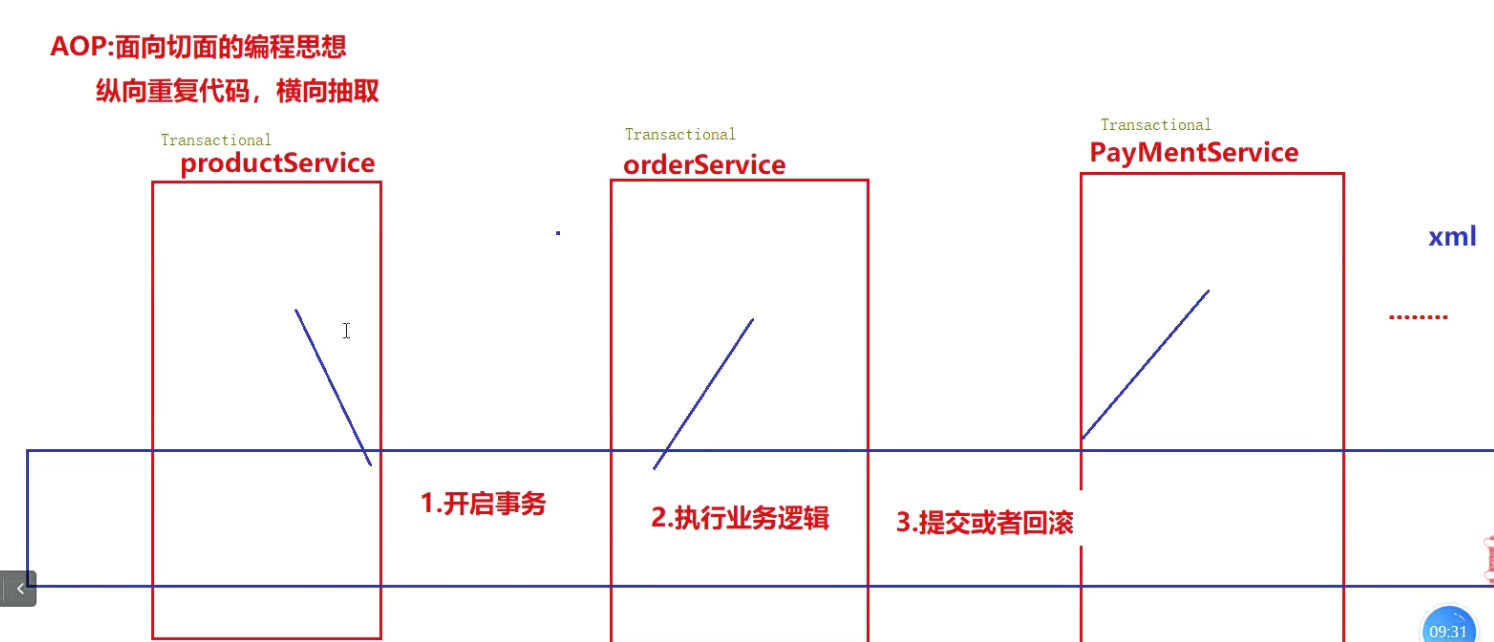 AOP:面向切面的编程思想
纵向重复代码，横向抽取
Transactional
productService
Transactional
orderService
Transactional
PayMentService
xml
........
1.开启事务
2.执行业务逻辑
3.提交或者回滚
09:31